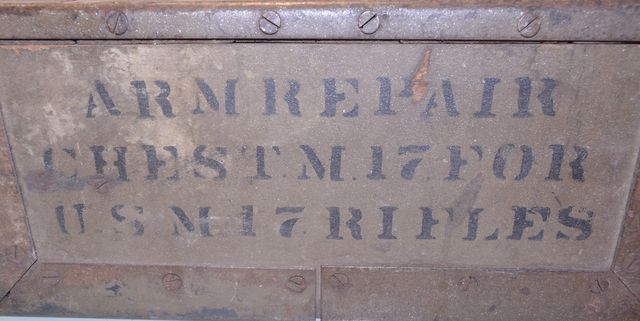 ARM REPAIR
CHEST.M.17.FOR
U.S.M.17.RIFLES